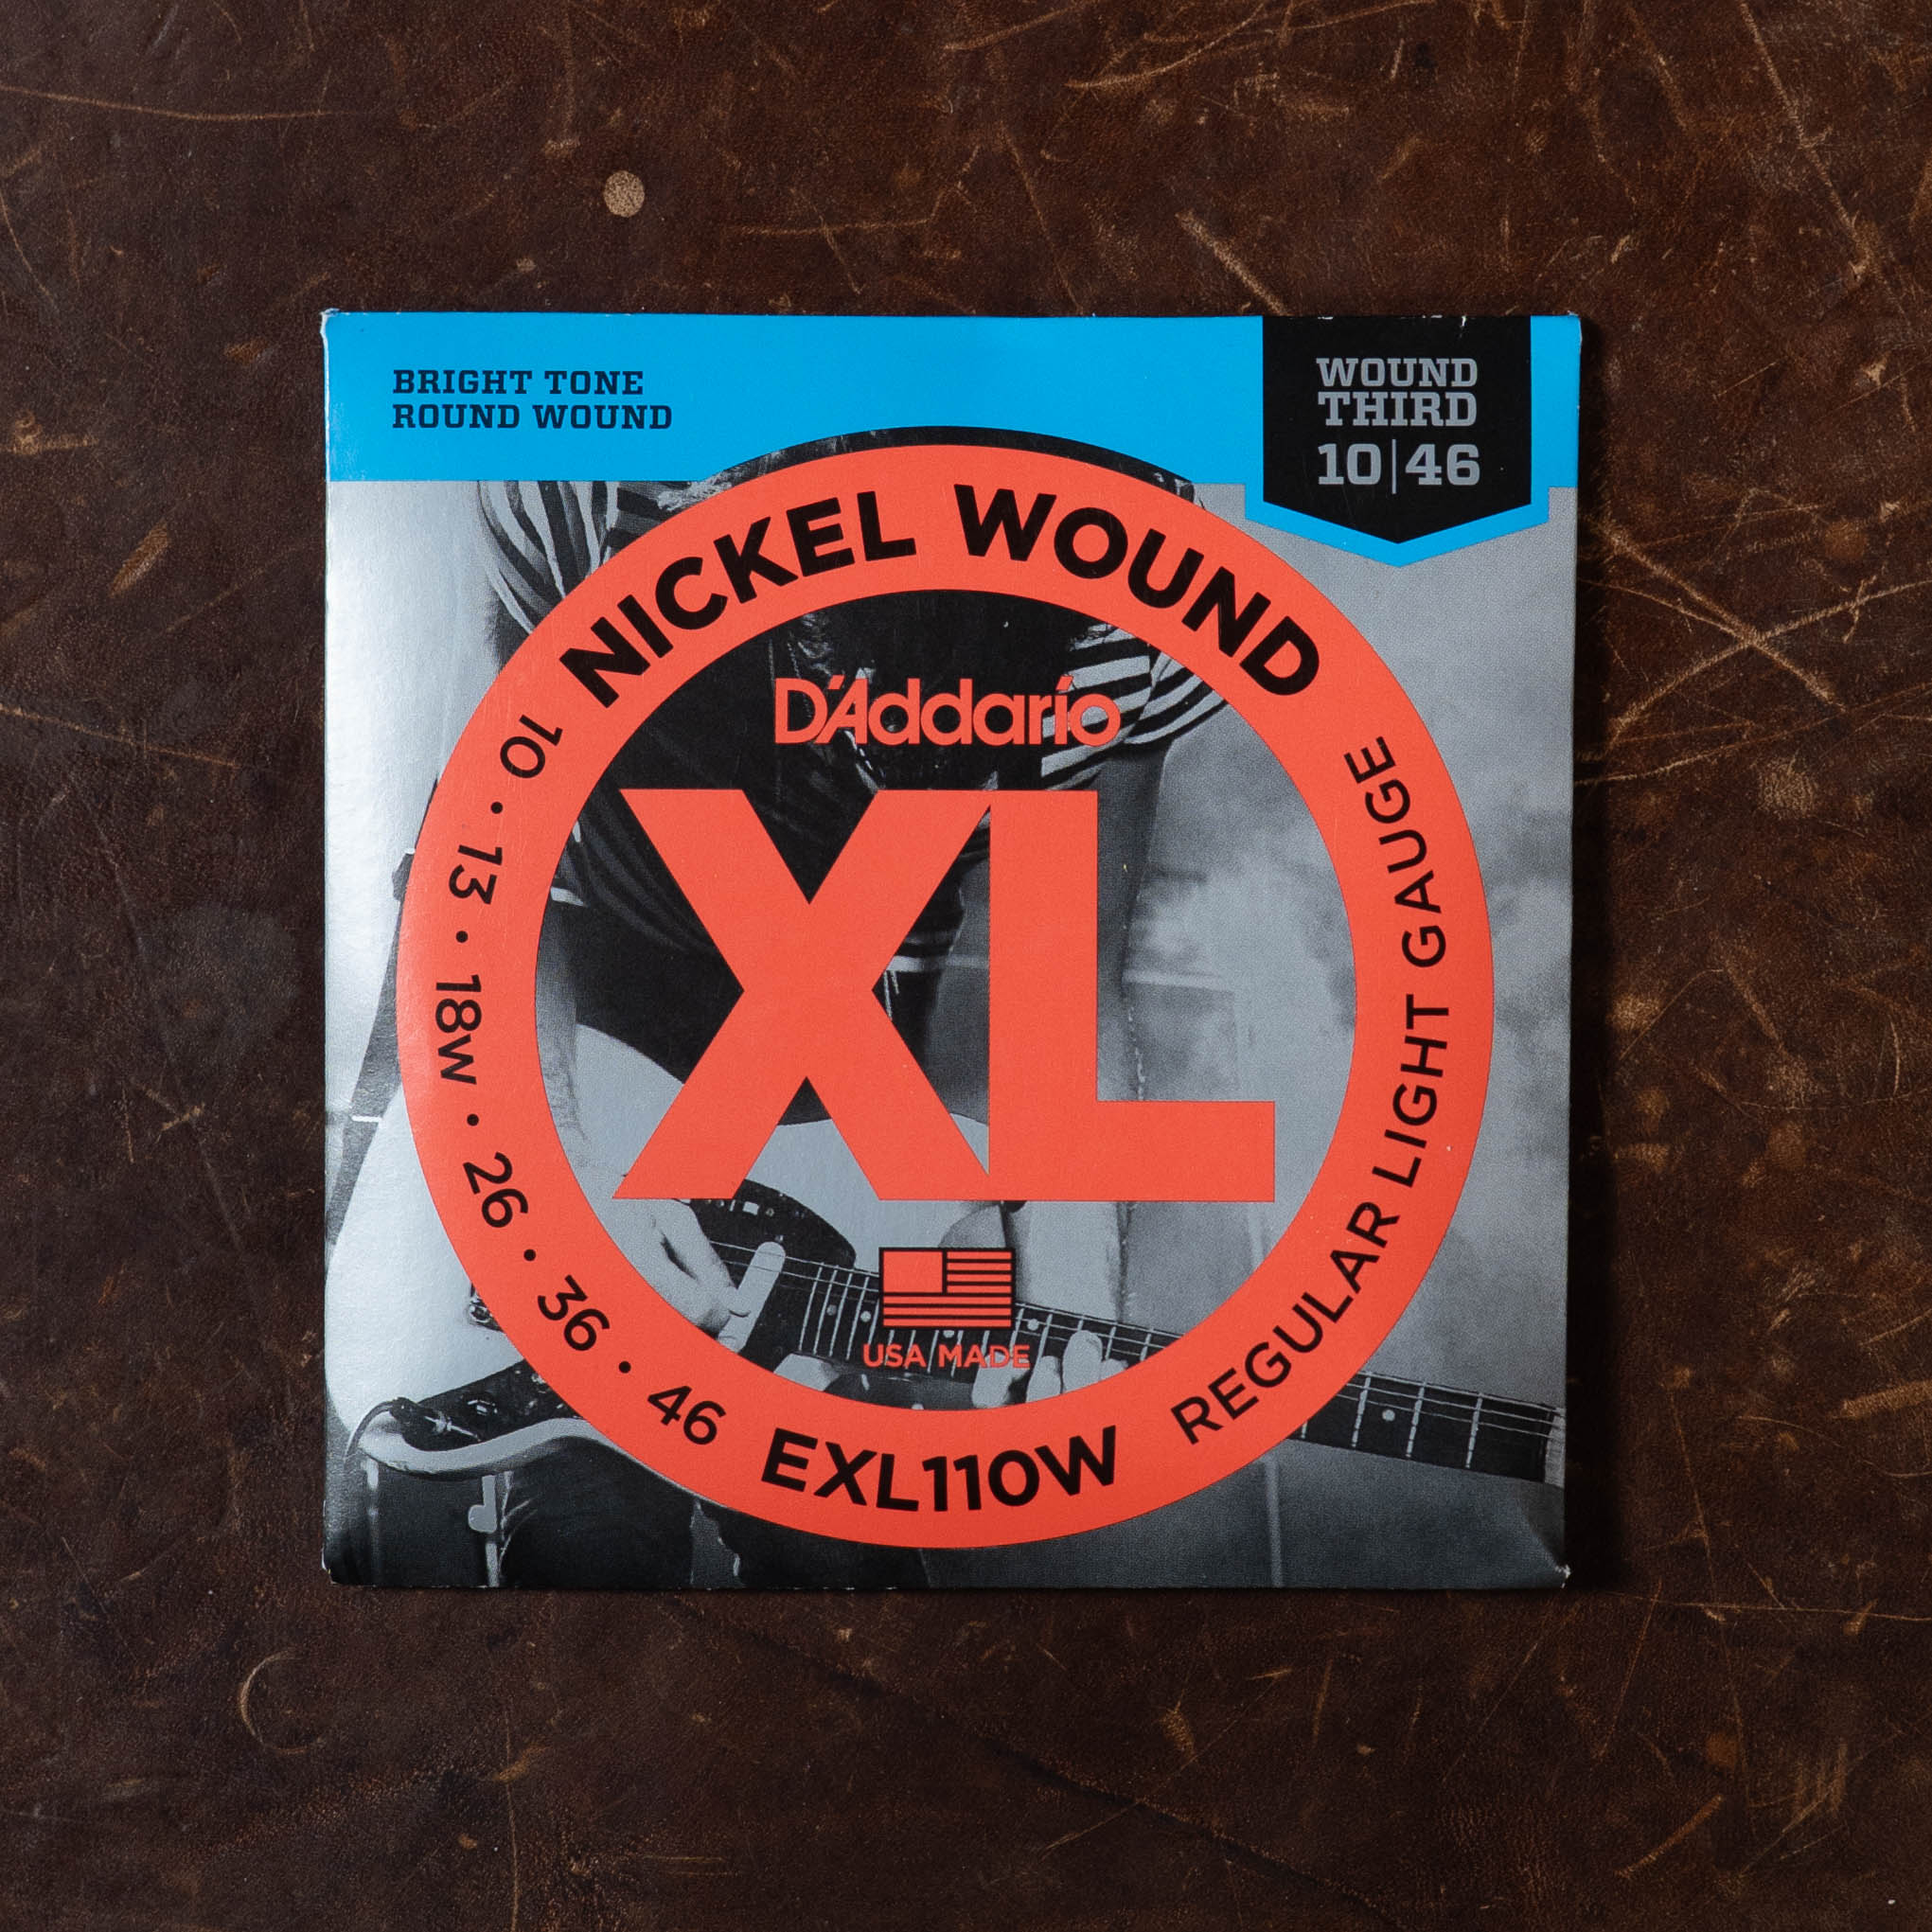 BRIGHT TONE
ROUND WOUND
WOUND
THIRD
10|46
NICKEL WOUND
D'Addario
XL
USA MADE
10 • 13 • 18w • 26 • 36 • 46
EXL110W
REGULAR LIGHT GAUGE